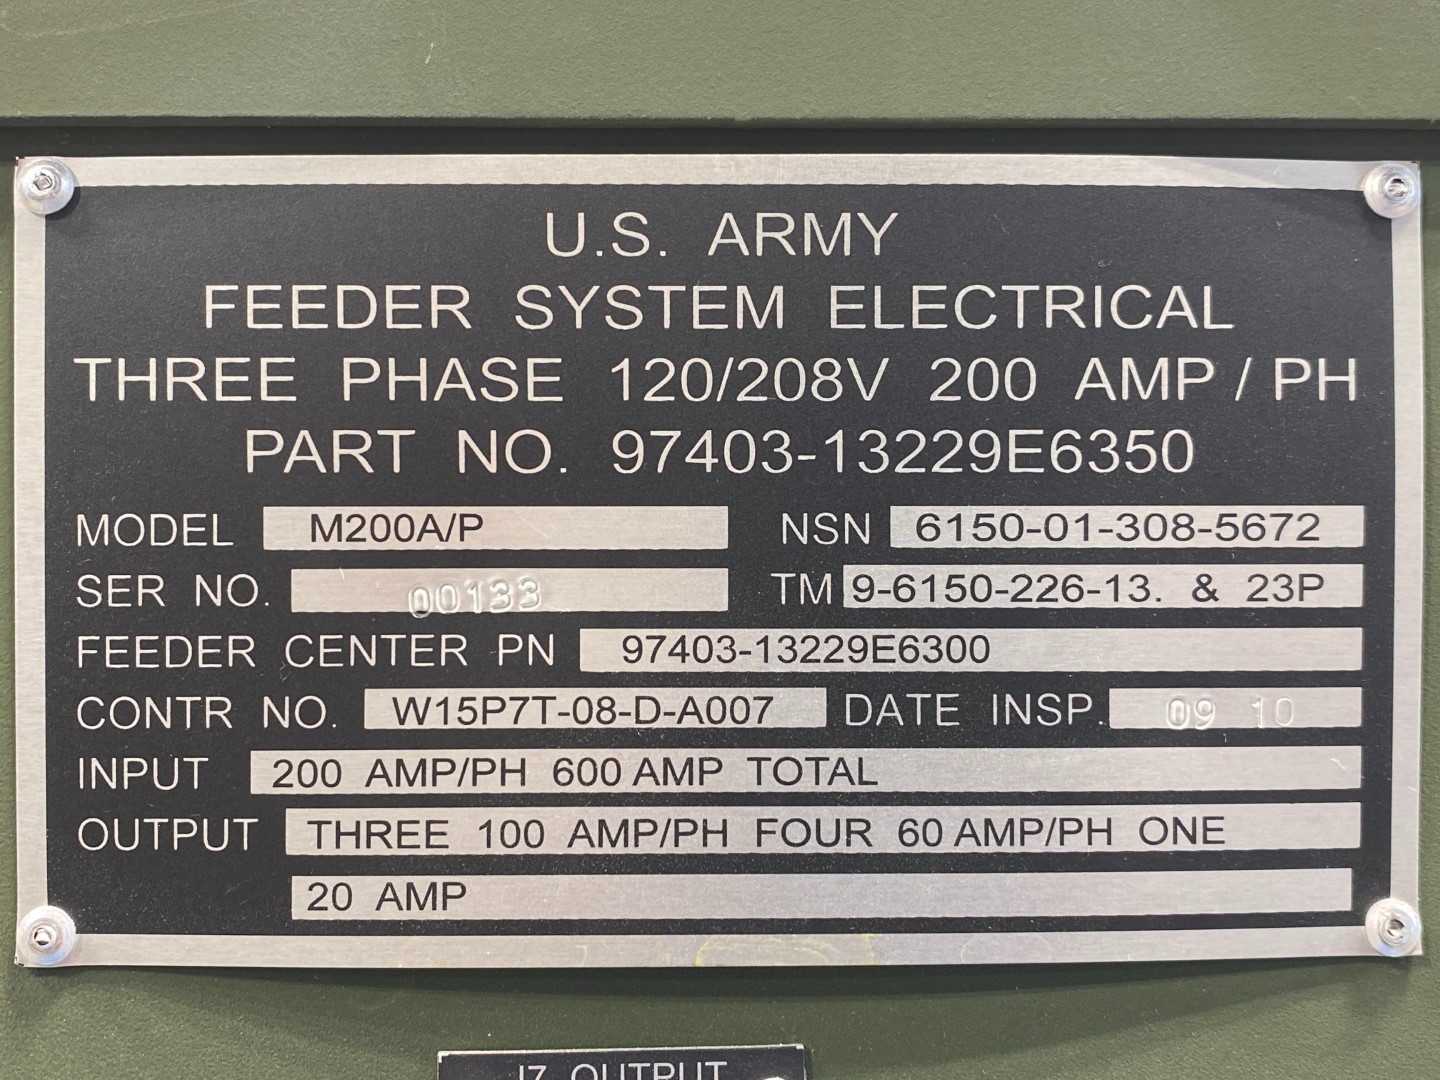 U.S. ARMY
FEEDER SYSTEM ELECTRICAL
THREE PHASE 120/208V 200 AMP / PH
PART NO. 97403-13229E6350
MODEL M200A/P NSN 6150-01-308-5672
SER NO. 00133 TM 9-6150-226-13. & 23P
FEEDER CENTER PN 97403-13229E6300
CONTR NO. W15P7T-08-D-A007 DATE INSP. 09 10
INPUT 200 AMP/PH 600 AMP TOTAL
OUTPUT THREE 100 AMP/PH FOUR 60 AMP/PH ONE
20 AMP
J7 OUTPUT